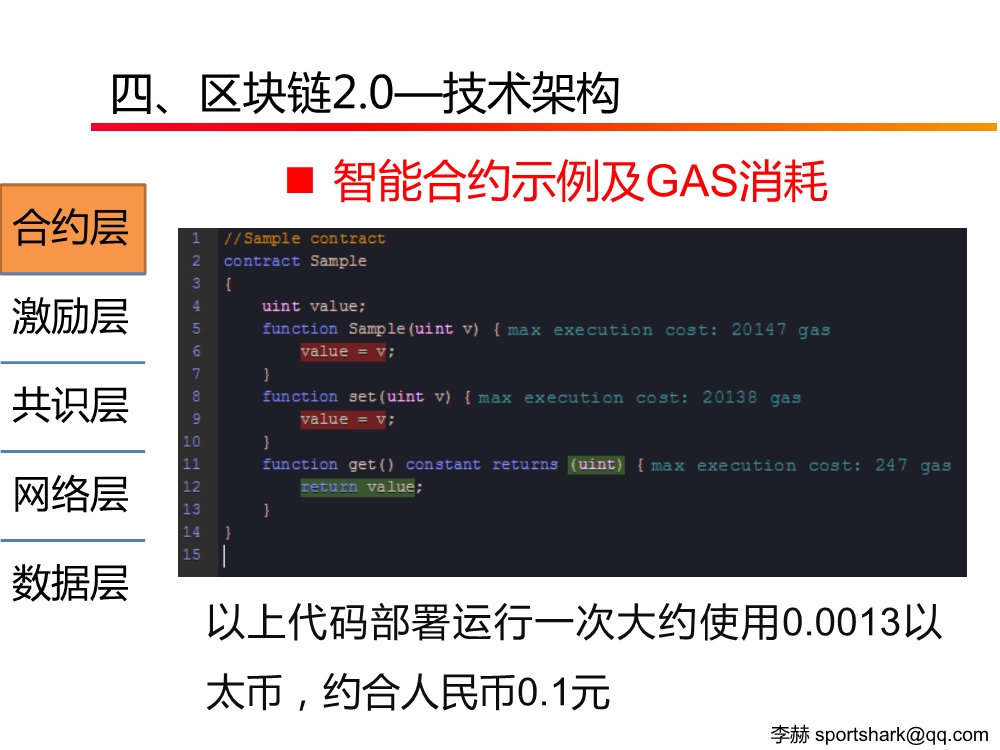 四、区块链2.0—技术架构
■ 智能合约示例及GAS消耗
合约层
激励层
共识层
网络层
数据层
1 //Sample contract
2 contract Sample
3 {
4     uint value;
5     function Sample(uint v) { max execution cost: 20147 gas
6         value = v;
7     }
8     function set(uint v) { max execution cost: 20138 gas
9         value = v;
10     }
11     function get() constant returns (uint) { max execution cost: 247 gas
12         return value;
13     }
14 }
15
以上代码部署运行一次大约使用0.0013以
太币，约合人民币0.1元
李赫 sportshark@qq.com